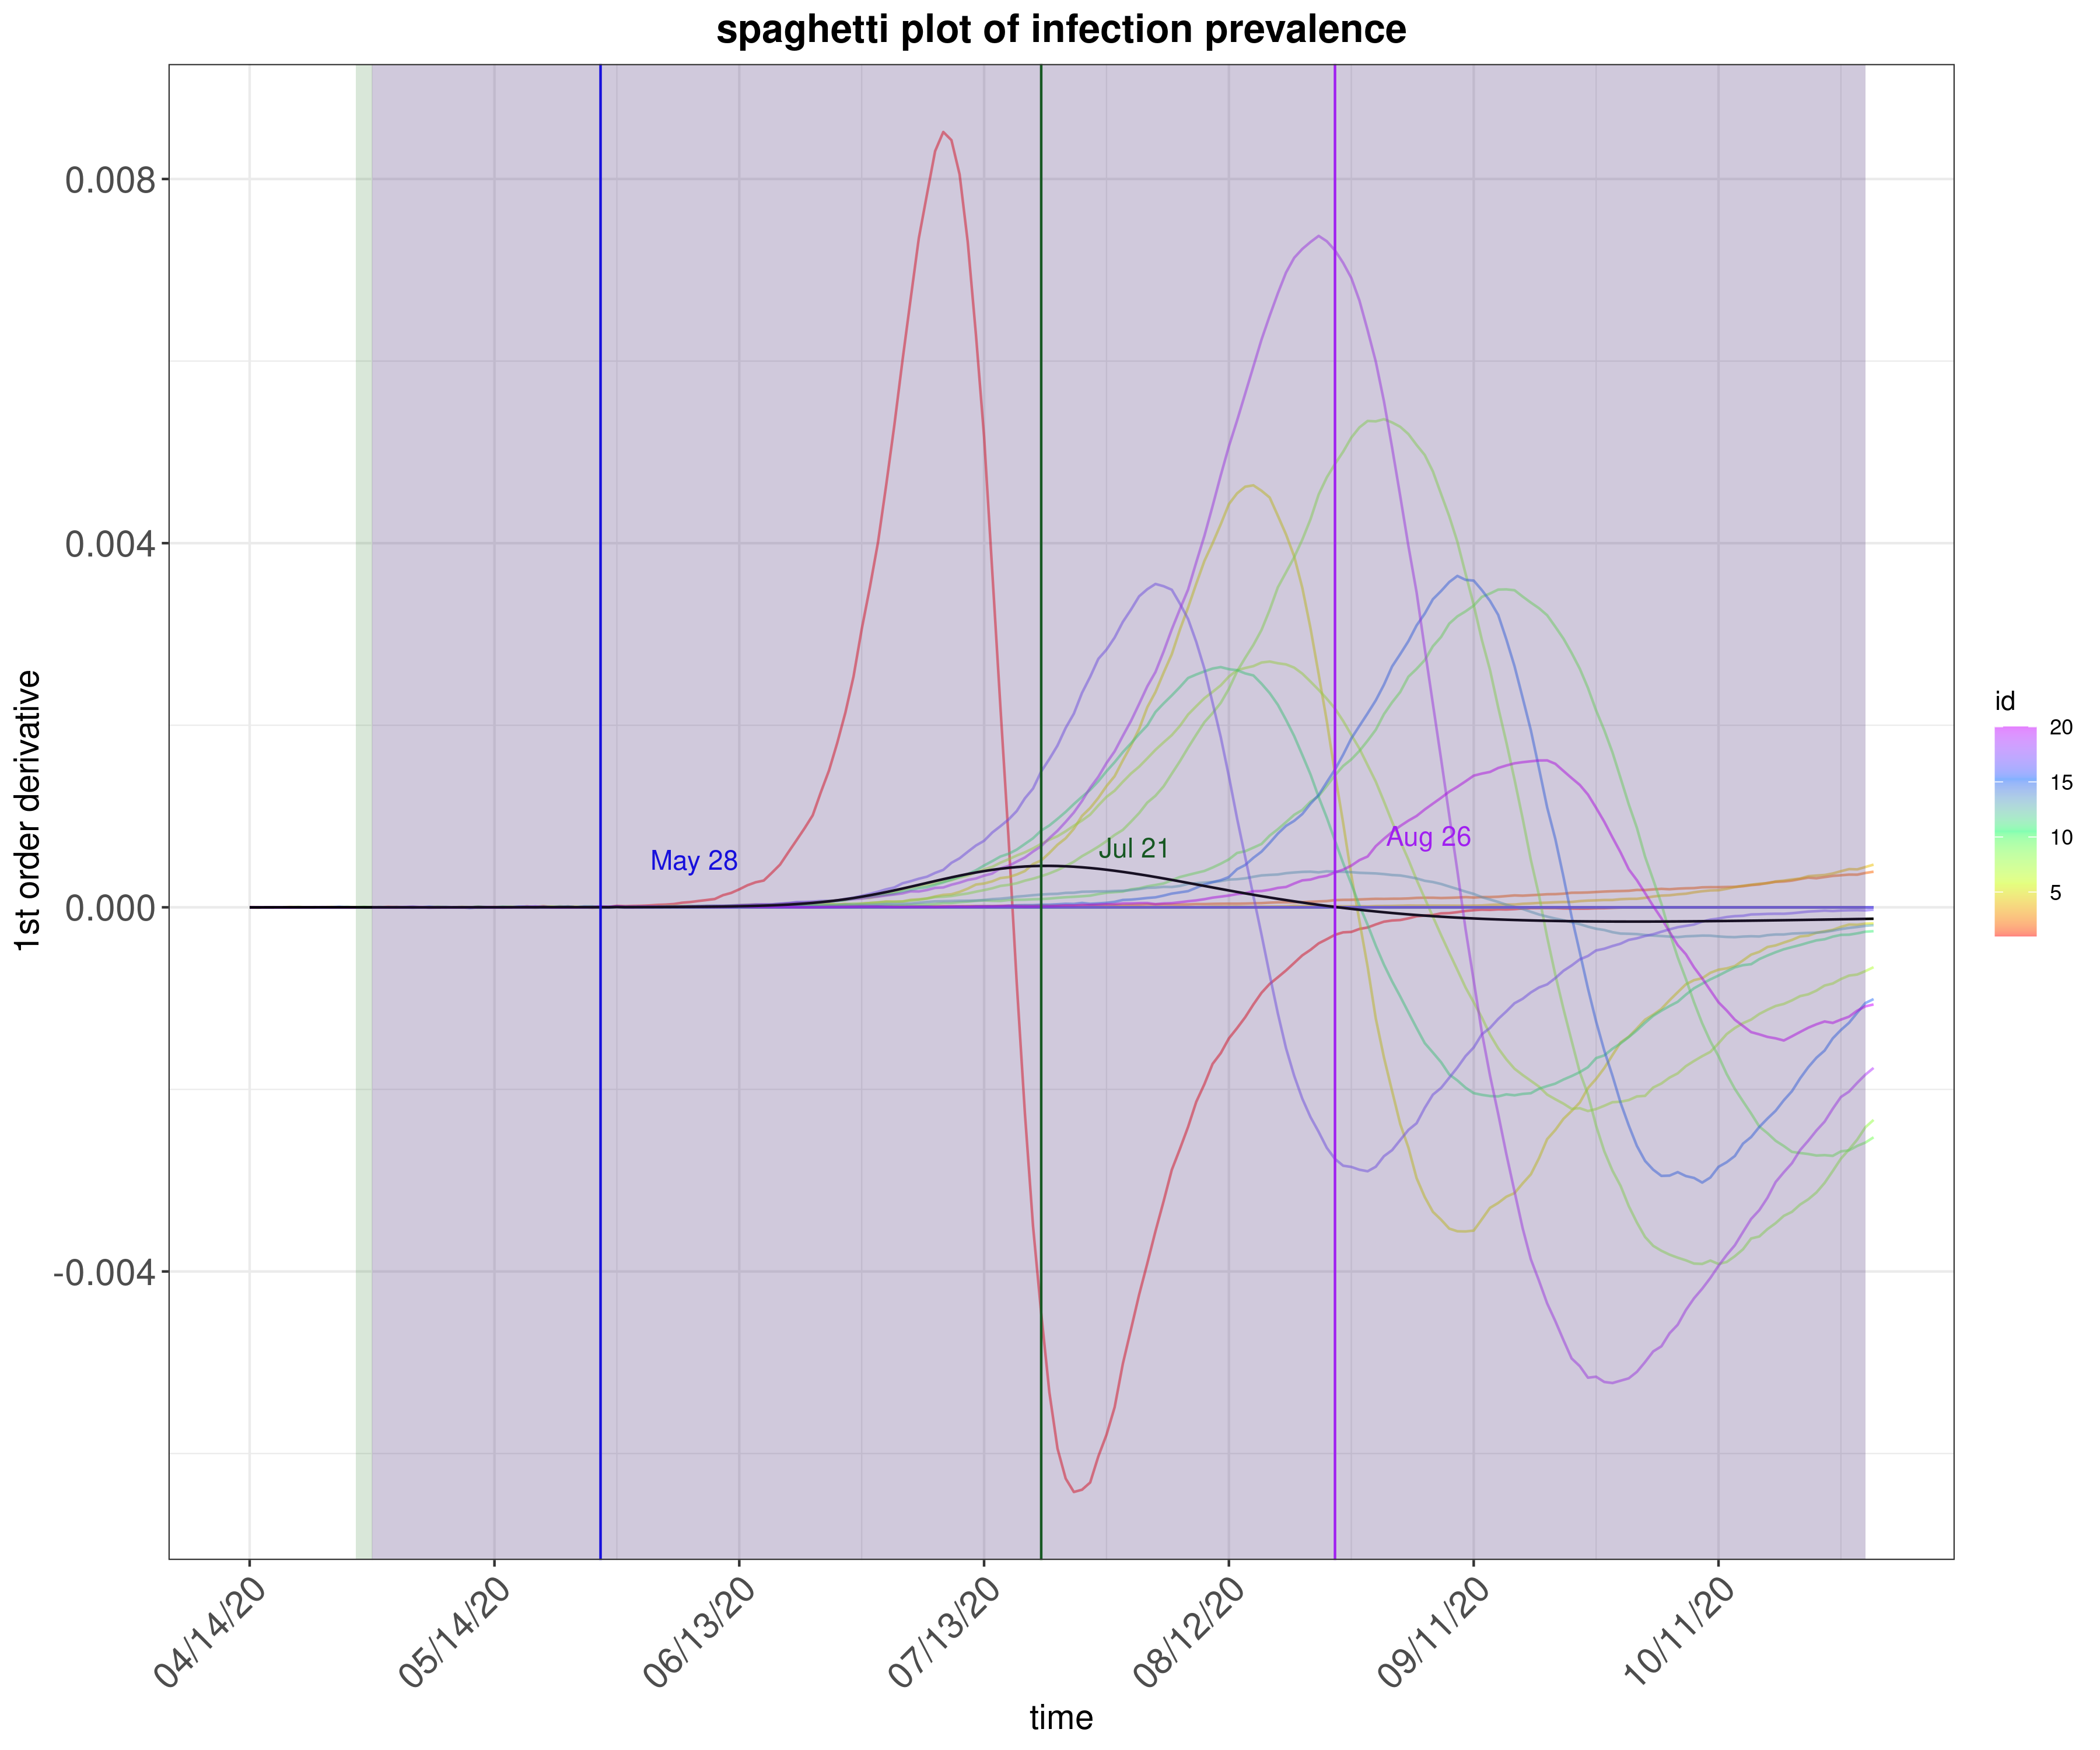 spaghetti plot of infection prevalence
1st order derivative
0.008
0.004
0.000
-0.004
May 28
Jul 21
Aug 26
04/14/20
05/14/20
06/13/20
07/13/20
08/12/20
09/11/20
10/11/20
time
id
20
15
10
5